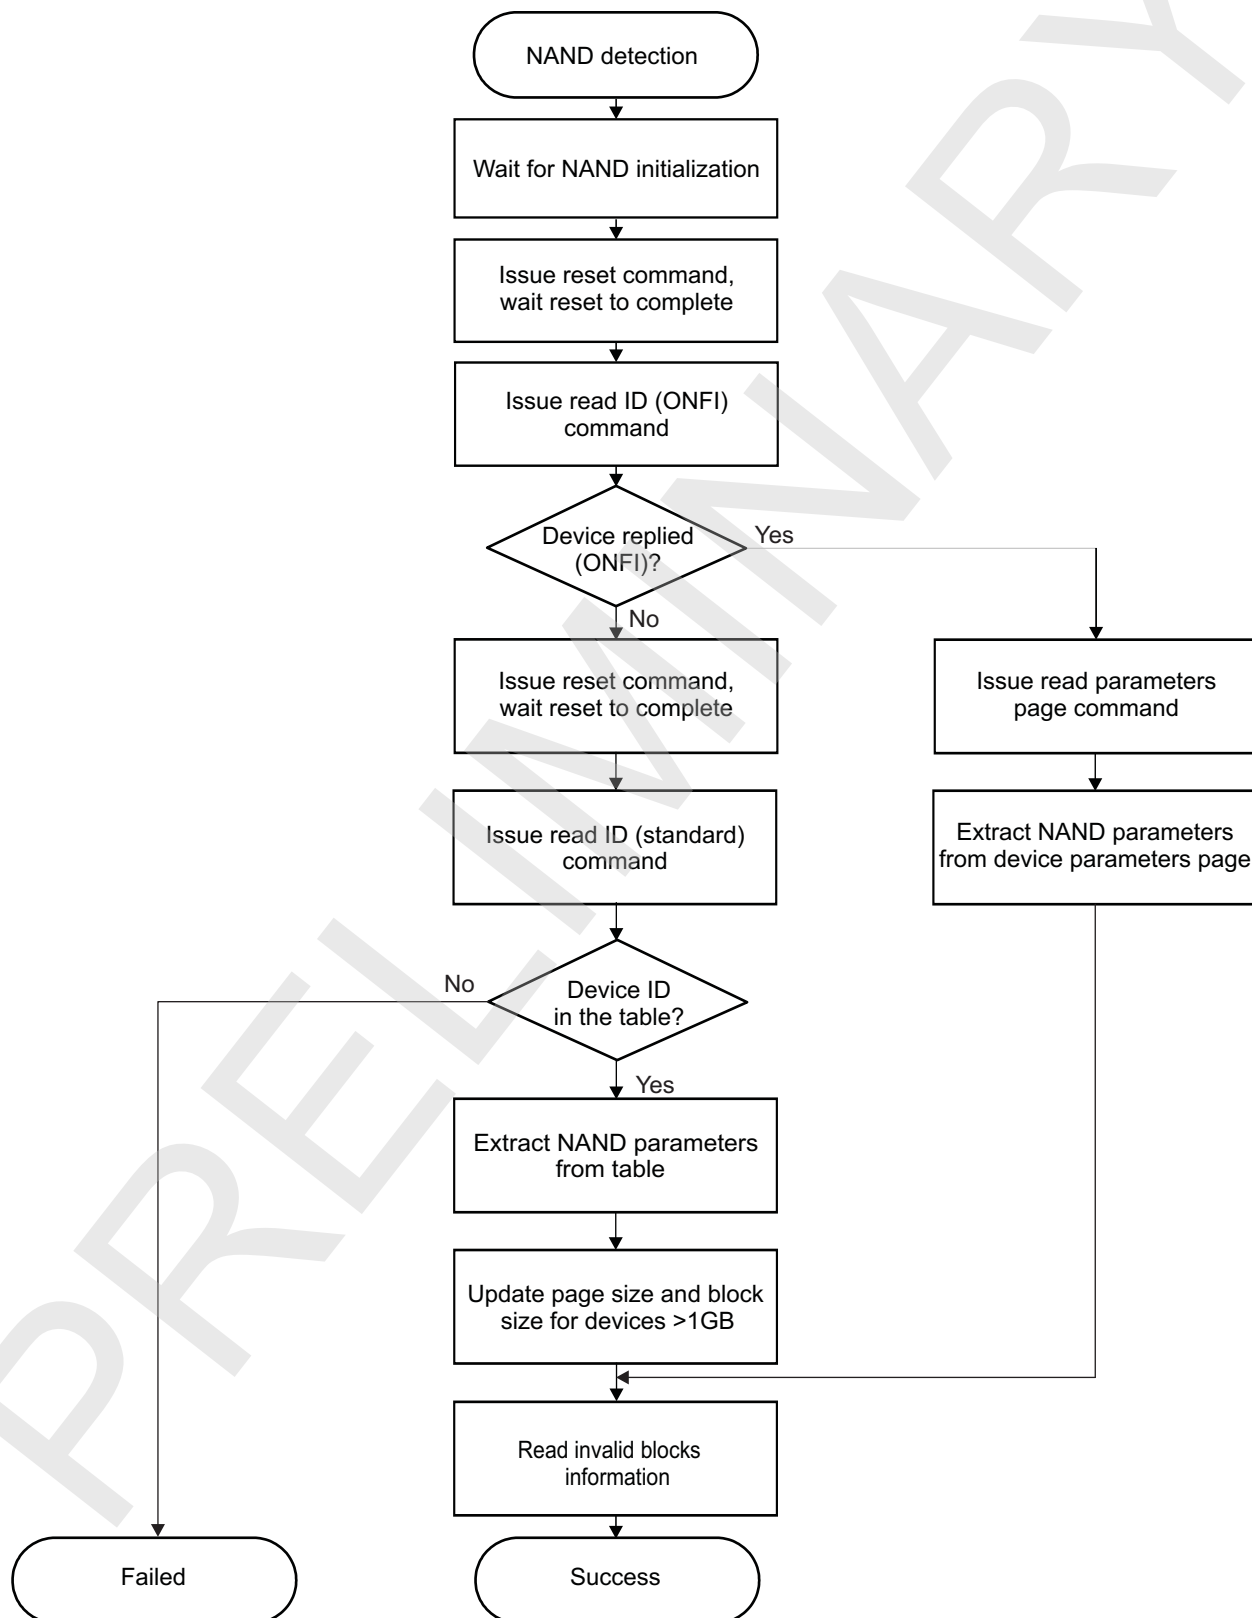 NAND detection
Wait for NAND initialization
Issue reset command,
wait reset to complete
Issue read ID (ONFI)
command
Device replied
(ONFI)?
Yes
No
Issue reset command,
wait reset to complete
Issue read parameters
page command
Issue read ID (standard)
command
Extract NAND parameters
from device parameters page
No
Device ID
in the table?
Yes
Extract NAND parameters
from table
Update page size and block
size for devices >1GB
Read invalid blocks
information
Failed
Success
PRELIMINARY